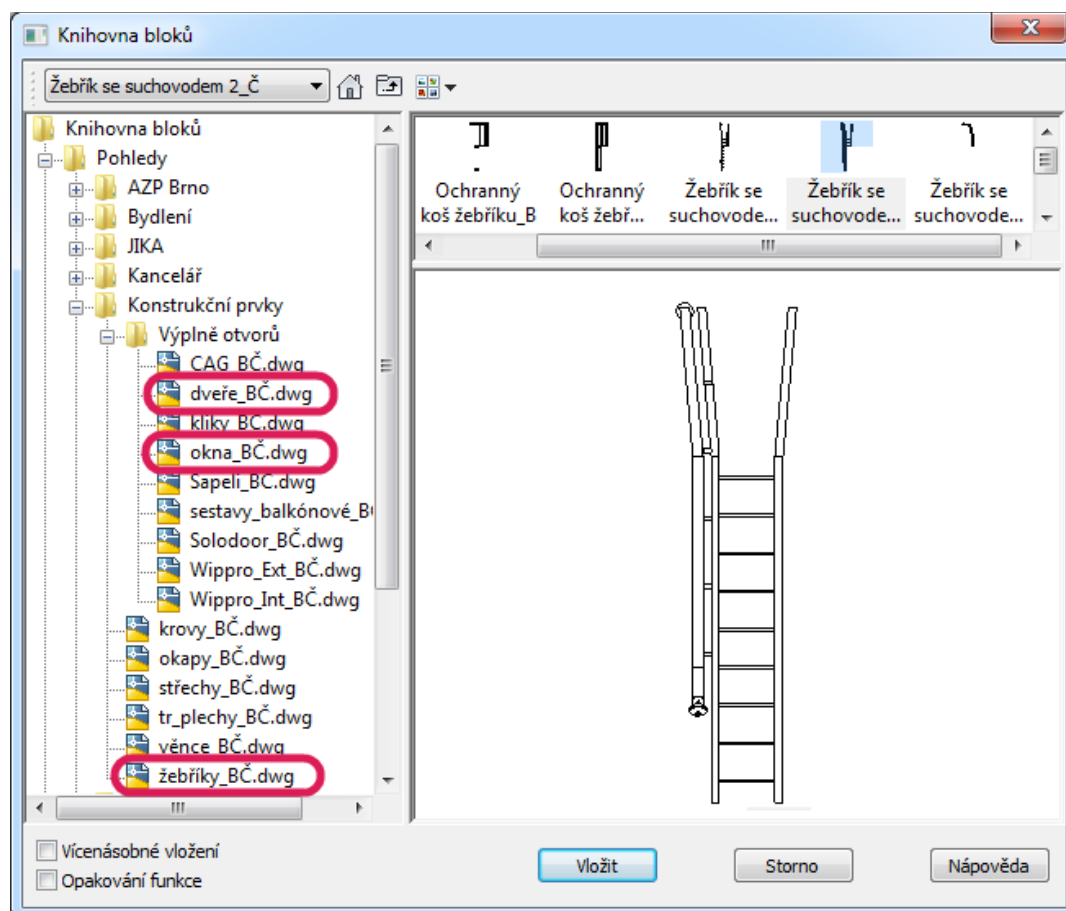 Knihovna bloků
Žebřík se suchovodem 2_Č
Knihovna bloků
Pohledy
AZP Brno
Bydlení
JIKA
Kancelář
Konstrukční prvky
Výplně otvorů
CAG_BČ.dwg
dveře_BČ.dwg
kliky_BČ.dwg
okna_BČ.dwg
Sapeli_BČ.dwg
sestavy_balkónové_B
Solodoor_BČ.dwg
Wippro_Ext_BČ.dwg
Wippro_Int_BČ.dwg
krovy_BČ.dwg
okapy_BČ.dwg
střechy_BČ.dwg
tr_plechy_BČ.dwg
věnce_BČ.dwg
žebříky_BČ.dwg
Ochranný koš žebříku_B
Ochranný koš žebř...
Žebřík se suchovode...
Žebřík se suchovode...
Žebřík se suchovode...
Vícenásobné vložení
Opakování funkce
Vložit
Storno
Nápověda